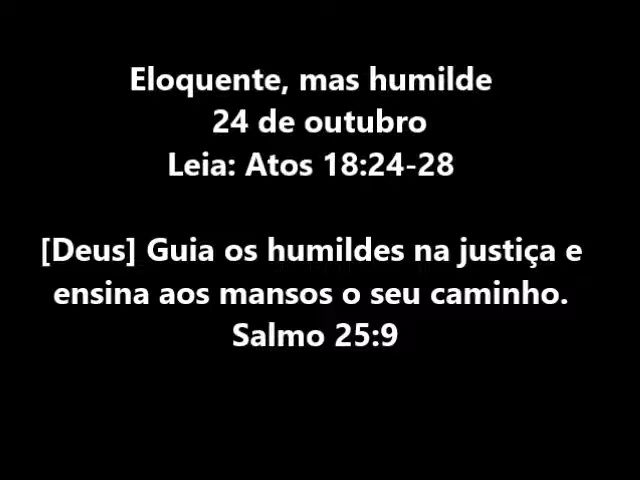 Eloquente, mas humilde
24 de outubro
Leia: Atos 18:24-28
[Deus] Guia os humildes na justiça e
ensina aos mansos o seu caminho.
Salmo 25:9